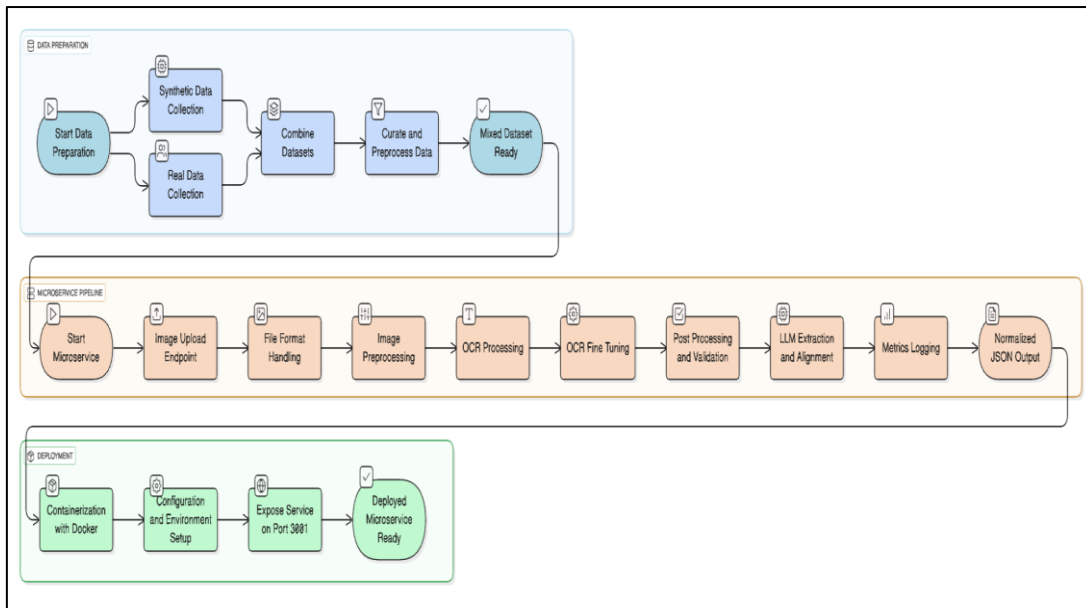 DATA PREPARATION
Start Data
Preparation
Synthetic Data
Collection
Real Data
Collection
Combine
Datasets
Curate and
Preprocess Data
Mixed Dataset
Ready
MICROSERVICE PIPELINE
Start
Microservice
Image Upload
Endpoint
File Format
Handling
Image
Preprocessing
OCR Processing
OCR Fine Tuning
Post Processing
and Validation
LLM Extraction
and Alignment
Metrics Logging
Normalized
JSON Output
DEPLOYMENT
Containerization
with Docker
Configuration
and Environment
Setup
Expose Service
on Port 3001
Deployed
Microservice
Ready